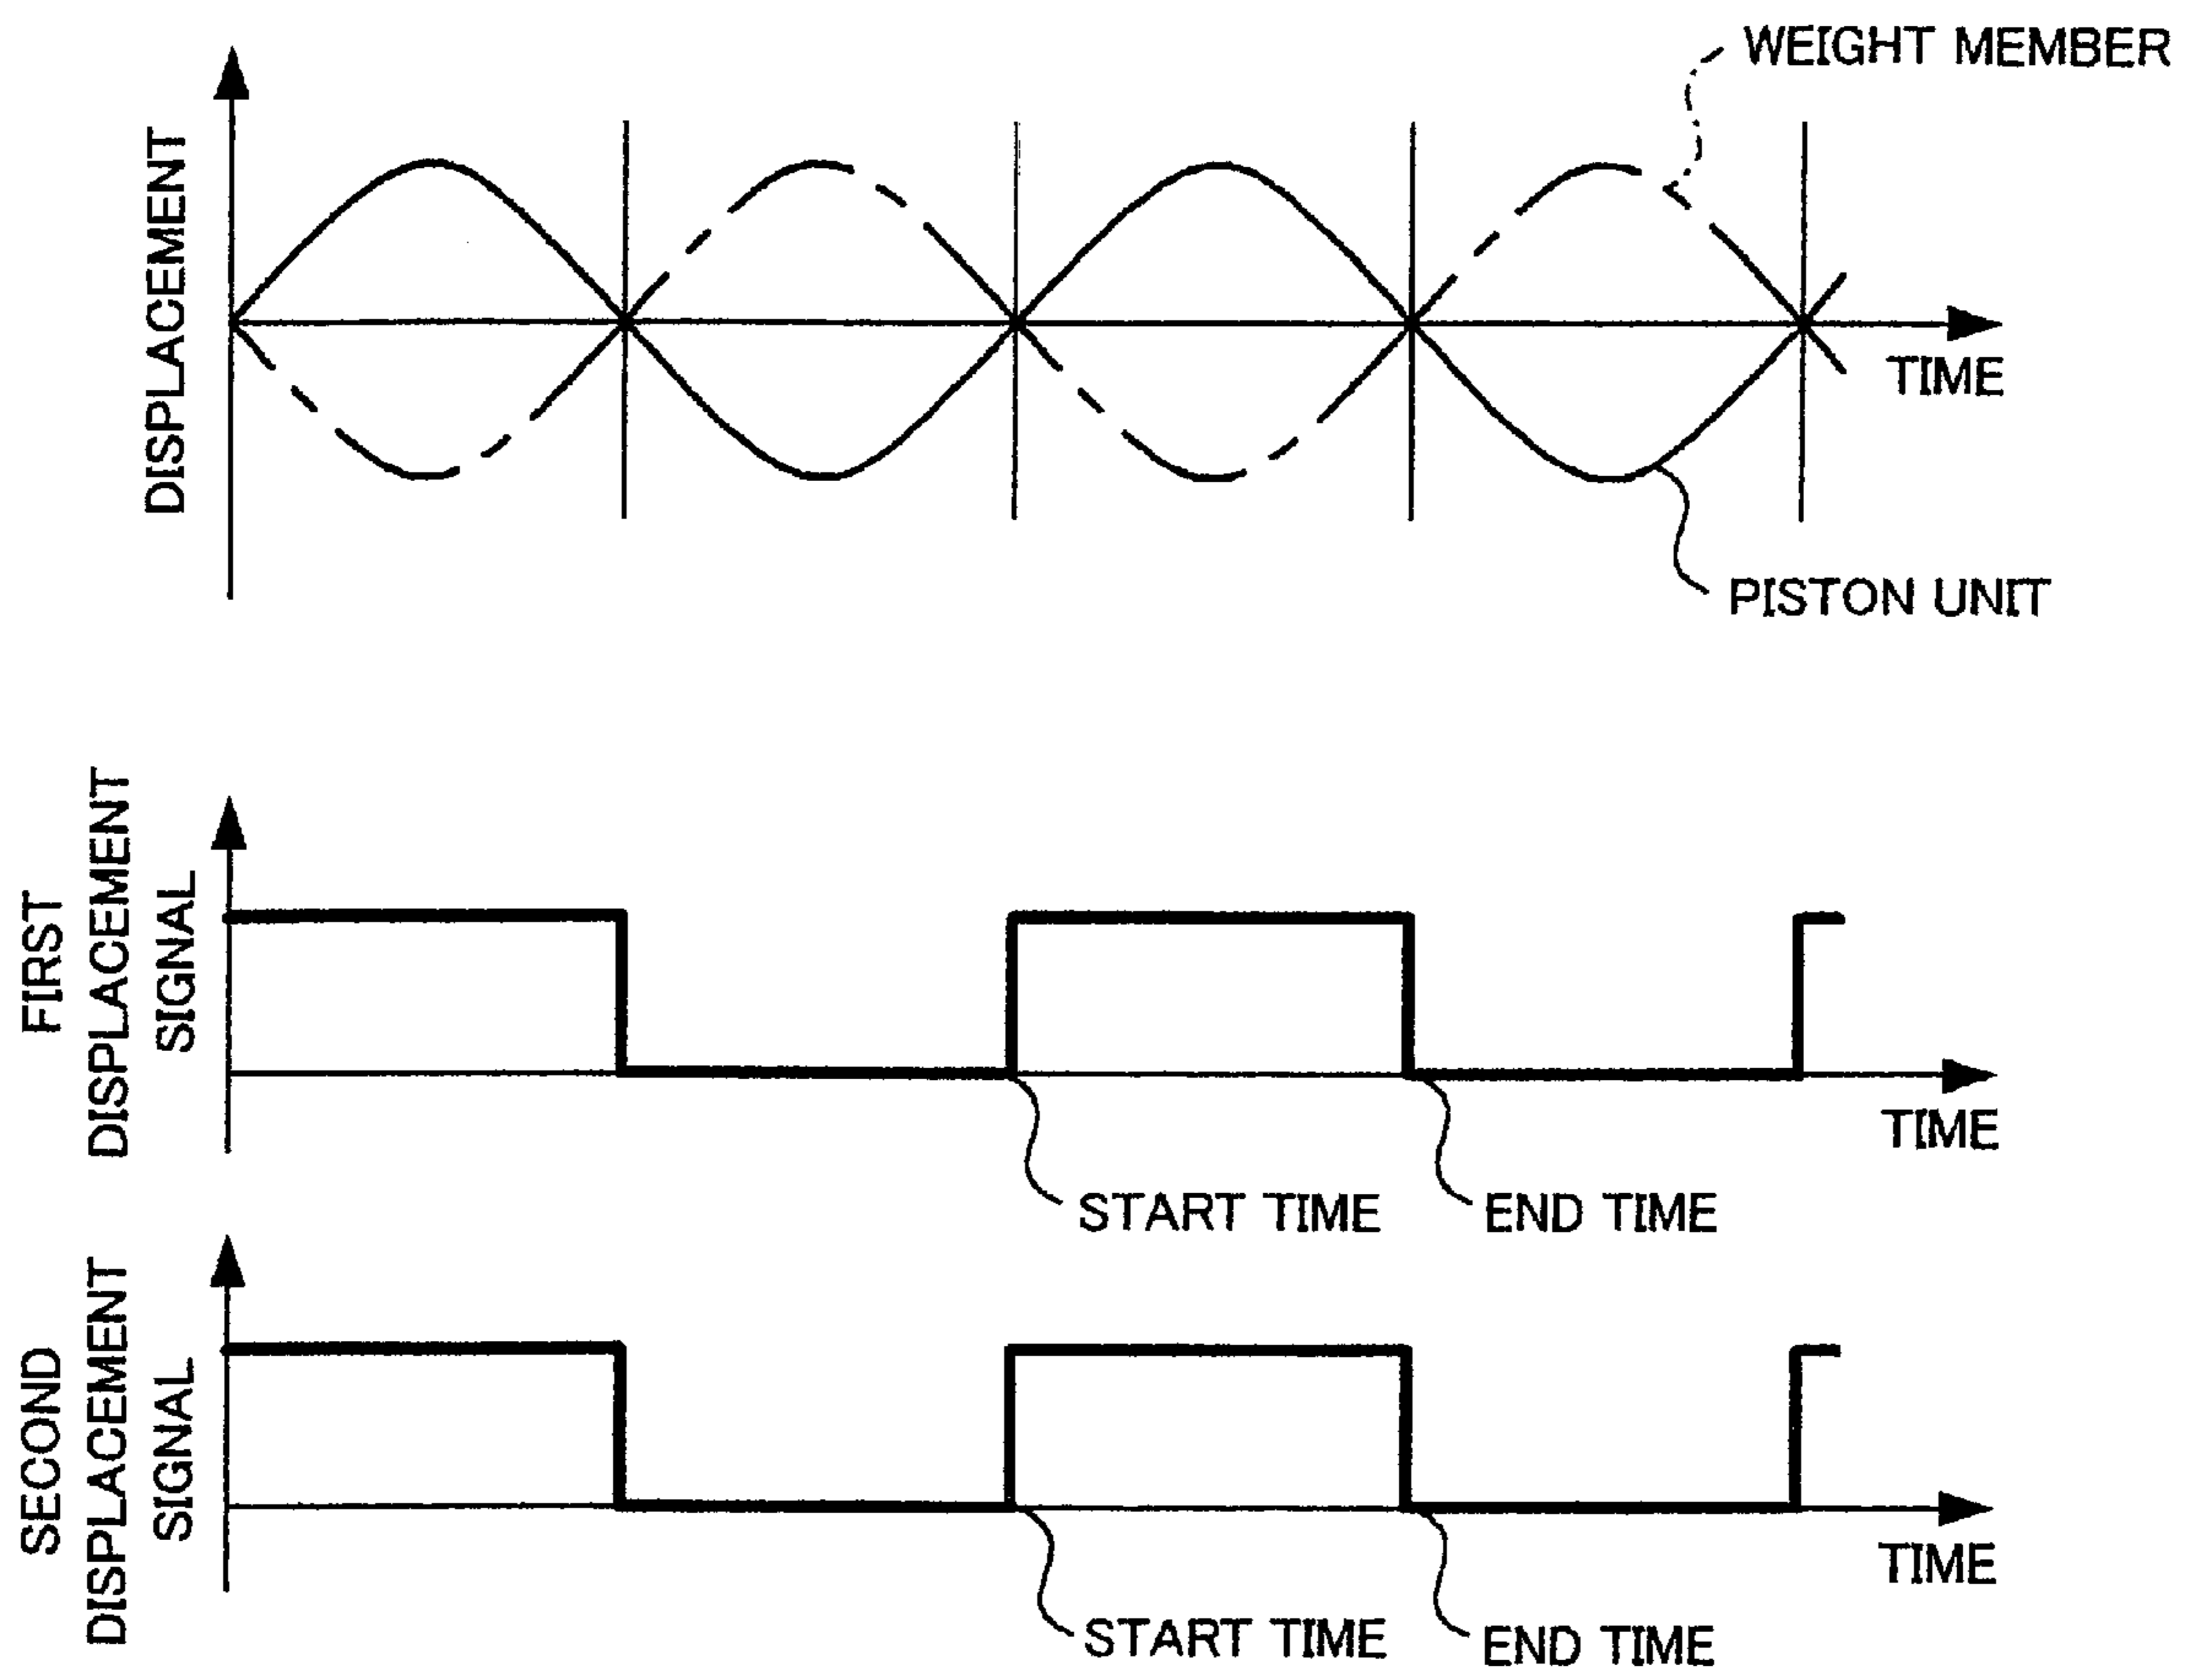 WEIGHT MEMBER
DISPLACEMENT
TIME
PISTON UNIT
FIRST
DISPLACEMENT
SIGNAL
TIME
START TIME
END TIME
SECOND
DISPLACEMENT
SIGNAL
TIME
START TIME
END TIME